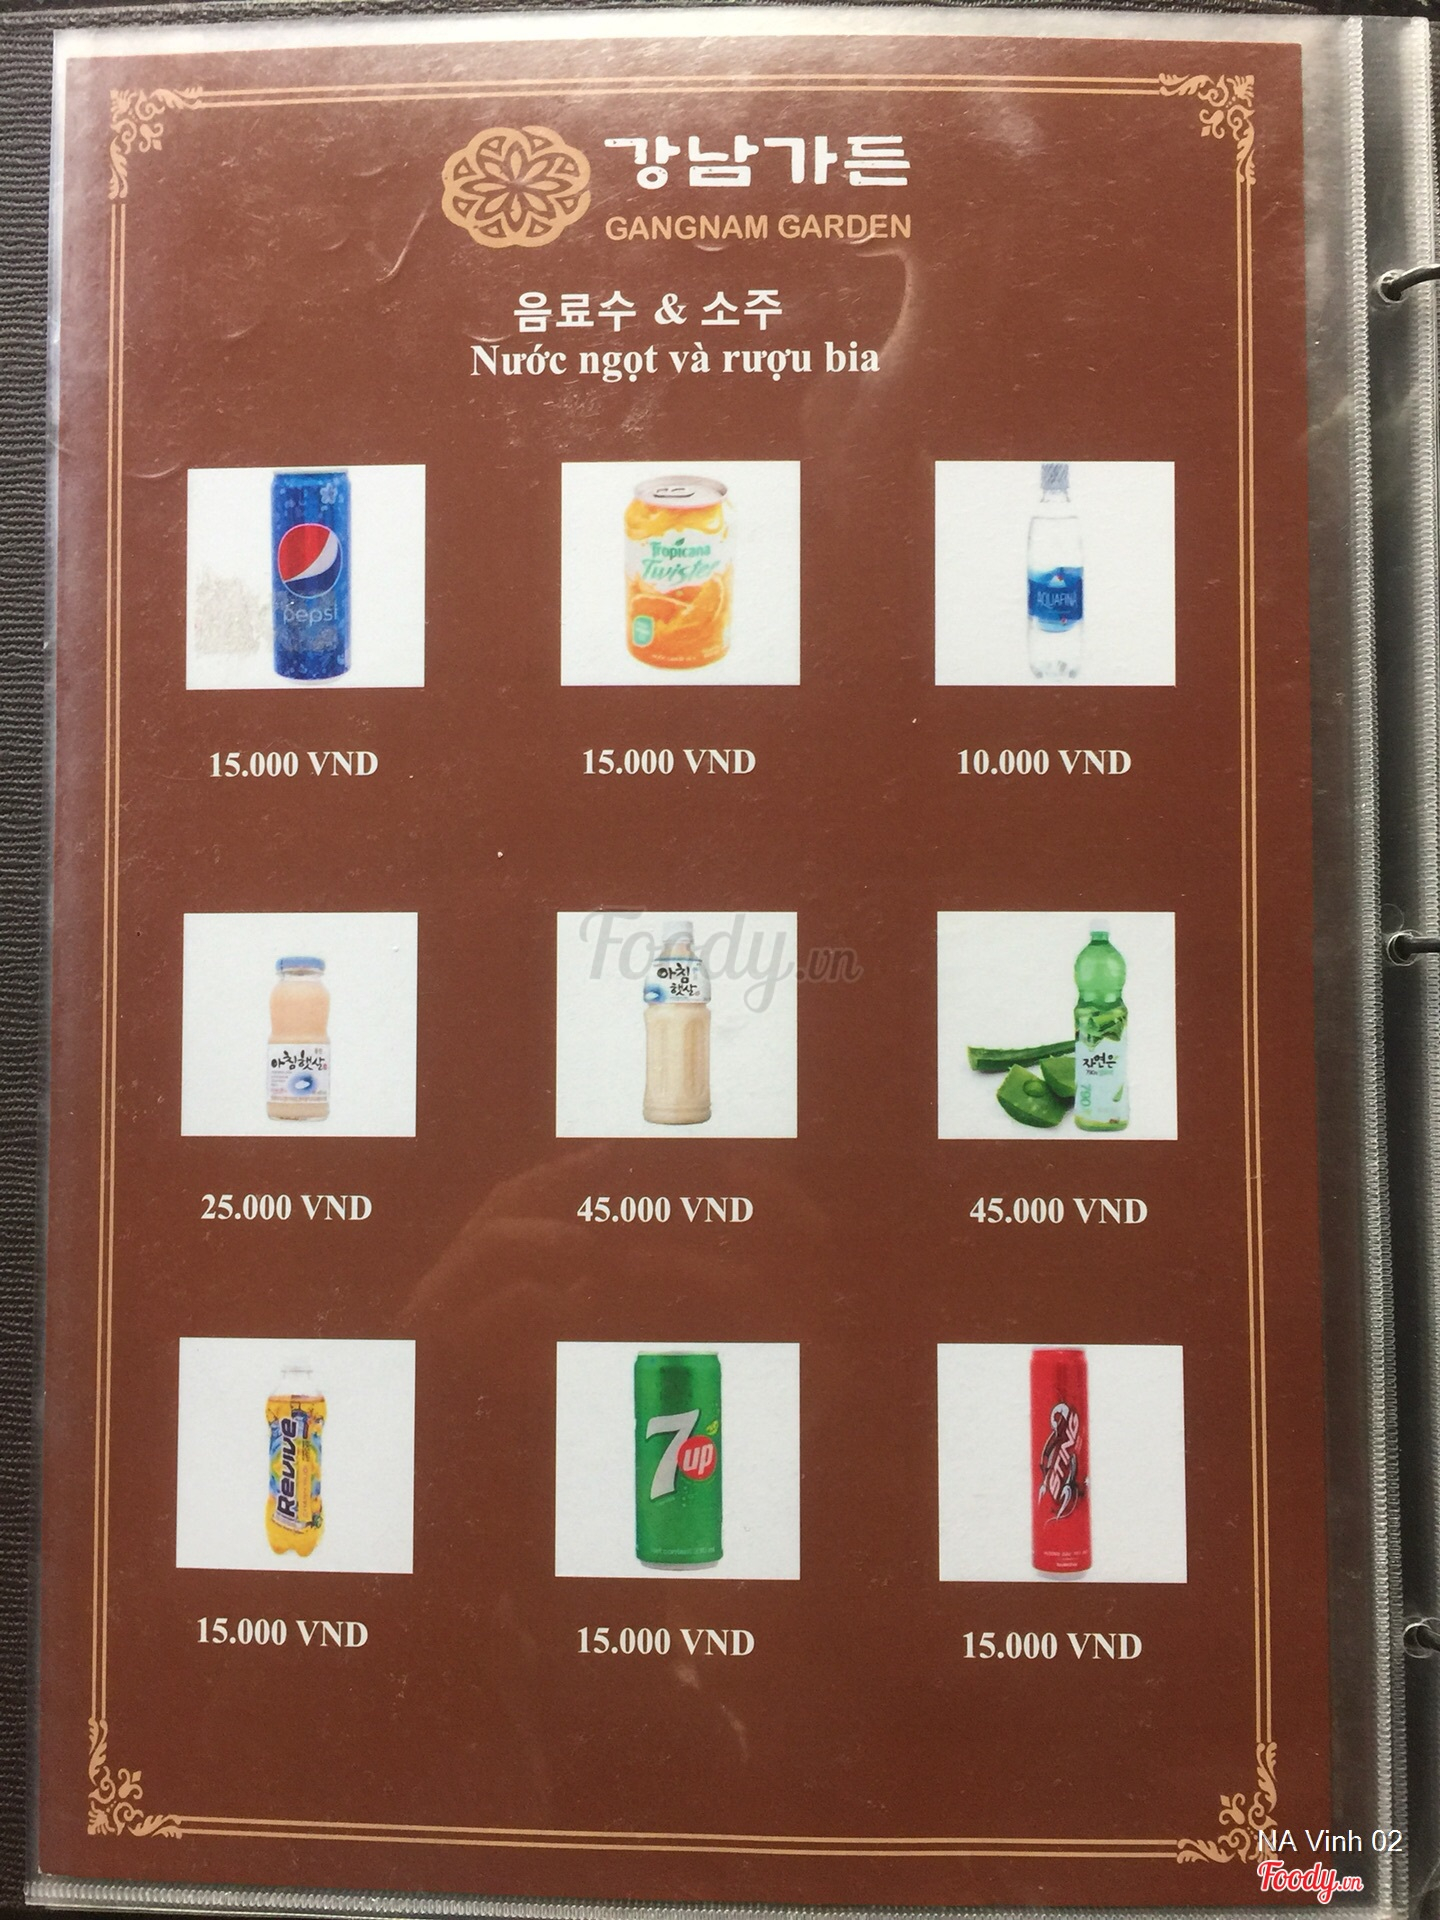 강남가든
GANGNAM GARDEN
음료수 & 소주
Nước ngọt và rượu bia
pepsi
Tropicana
Twister
AQUAFINA
15.000 VND
15.000 VND
10.000 VND
Foody.vn
아침햇살
아침
햇살
자연은
25.000 VND
45.000 VND
45.000 VND
Revive
7up
STING
15.000 VND
15.000 VND
15.000 VND
NA Vinh 02
Foody.vn